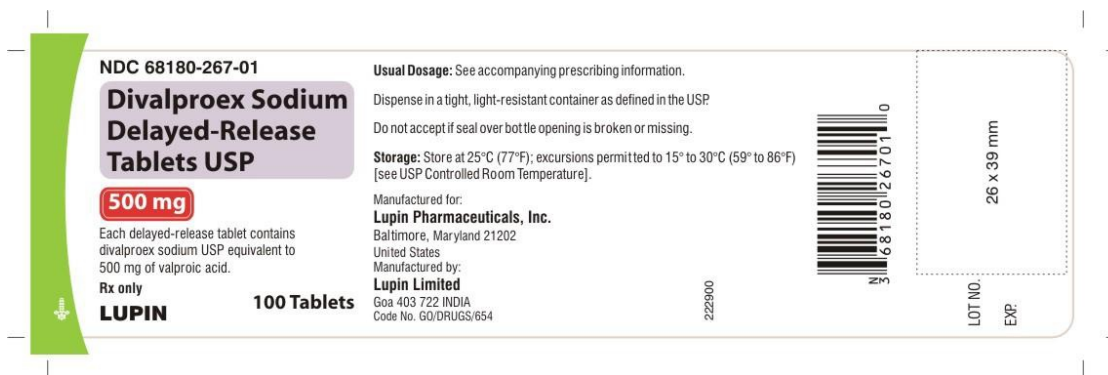 NDC 68180-267-01
Divalproex Sodium
Delayed-Release
Tablets USP
500 mg
Each delayed-release tablet contains
divalproex sodium USP equivalent to
500 mg of valproic acid.
Rx only
LUPIN
100 Tablets
Usual Dosage: See accompanying prescribing information.
Dispense in a tight, light-resistant container as defined in the USP.
Do not accept if seal over bottle opening is broken or missing.
Storage: Store at 25°C (77°F); excursions permitted to 15° to 30°C (59° to 86°F)
[see USP Controlled Room Temperature].
Manufactured for:
Lupin Pharmaceuticals, Inc.
Baltimore, Maryland 21202
United States
Manufactured by:
Lupin Limited
Goa 403 722 INDIA
Code No. GO/DRUGS/654
222900
N
3 68180 26701 0
26 x 39 mm
LOT NO.
EXP.